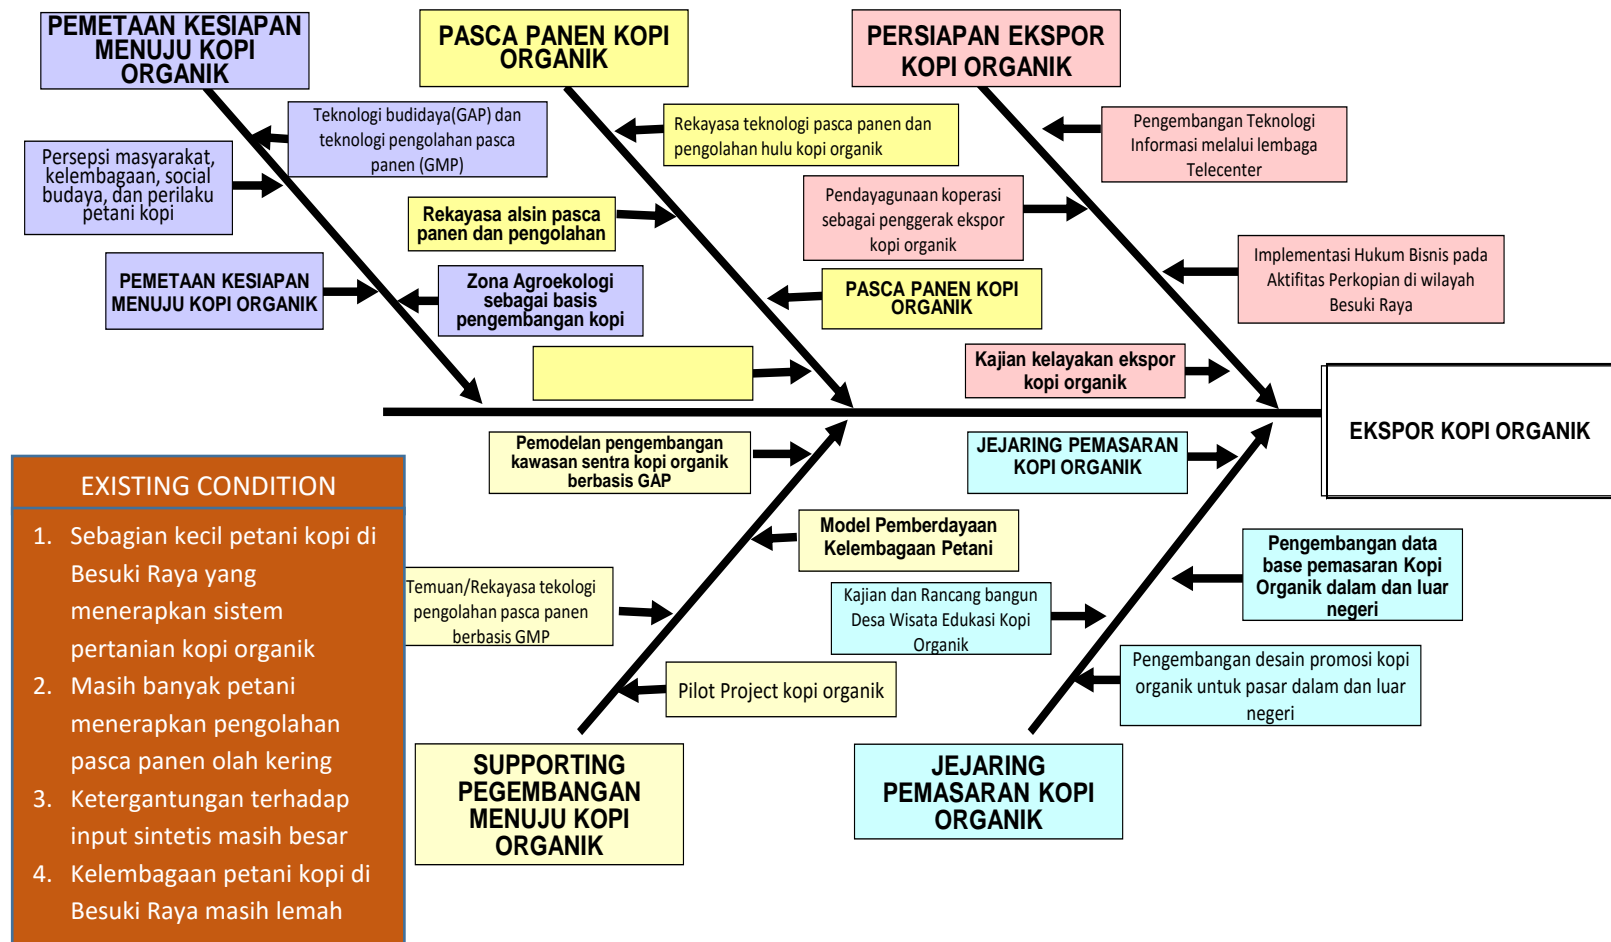 PEMETAAN KESIAPAN
MENUJU KOPI
ORGANIK
PASCA PANEN KOPI
ORGANIK
PERSIAPAN EKSPOR
KOPI ORGANIK
Teknologi budidaya(GAP) dan
teknologi pengolahan pasca
panen (GMP)
Persepsi masyarakat,
kelembagaan, social
budaya, dan perilaku
petani kopi
PEMETAAN KESIAPAN
MENUJU KOPI ORGANIK
Zona Agroekologi
sebagai basis
pengembangan kopi
Rekayasa teknologi pasca panen dan
pengolahan hulu kopi organik
Rekayasa alsin pasca
panen dan pengolahan
PASCA PANEN KOPI
ORGANIK
Pengembangan Teknologi
Informasi melalui lembaga
Telecenter
Pendayagunaan koperasi
sebagai penggerak ekspor
kopi organik
Implementasi Hukum Bisnis pada
Aktifitas Perkopian di wilayah
Besuki Raya
Kajian kelayakan ekspor
kopi organik
EKSPOR KOPI ORGANIK
EXISTING CONDITION
1. Sebagian kecil petani kopi di
Besuki Raya yang
menerapkan sistem
pertanian kopi organik
2. Masih banyak petani
menerapkan pengolahan
pasca panen olah kering
3. Ketergantungan terhadap
input sintetis masih besar
4. Kelembagaan petani kopi di
Besuki Raya masih lemah
Pemodelan pengembangan
kawasan sentra kopi organik
berbasis GAP
Model Pemberdayaan
Kelembagaan Petani
Temuan/Rekayasa tekologi
pengolahan pasca panen
berbasis GMP
Pilot Project kopi organik
SUPPORTING
PEGEMBANGAN
MENUJU KOPI
ORGANIK
JEJARING PEMASARAN
KOPI ORGANIK
Pengembangan data
base pemasaran Kopi
Organik dalam dan luar
negeri
Kajian dan Rancang bangun
Desa Wisata Edukasi Kopi
Organik
Pengembangan desain promosi kopi
organik untuk pasar dalam dan luar
negeri
JEJARING
PEMASARAN KOPI
ORGANIK